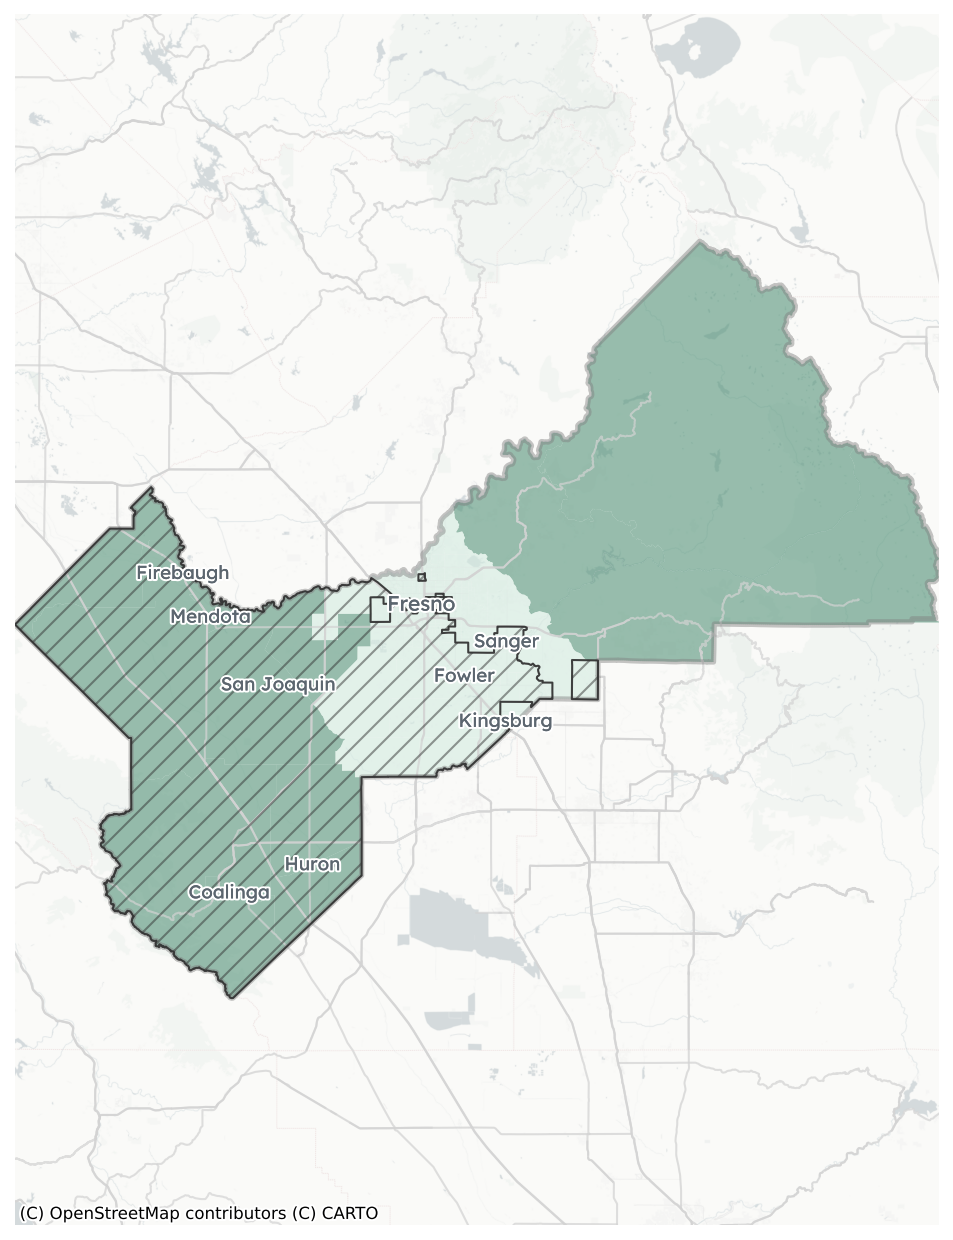 Firebaugh
Mendota
Fresno
Sanger
Fowler
San Joaquin
Kingsburg
Huron
Coalinga
(C) OpenStreetMap contributors (C) CARTO